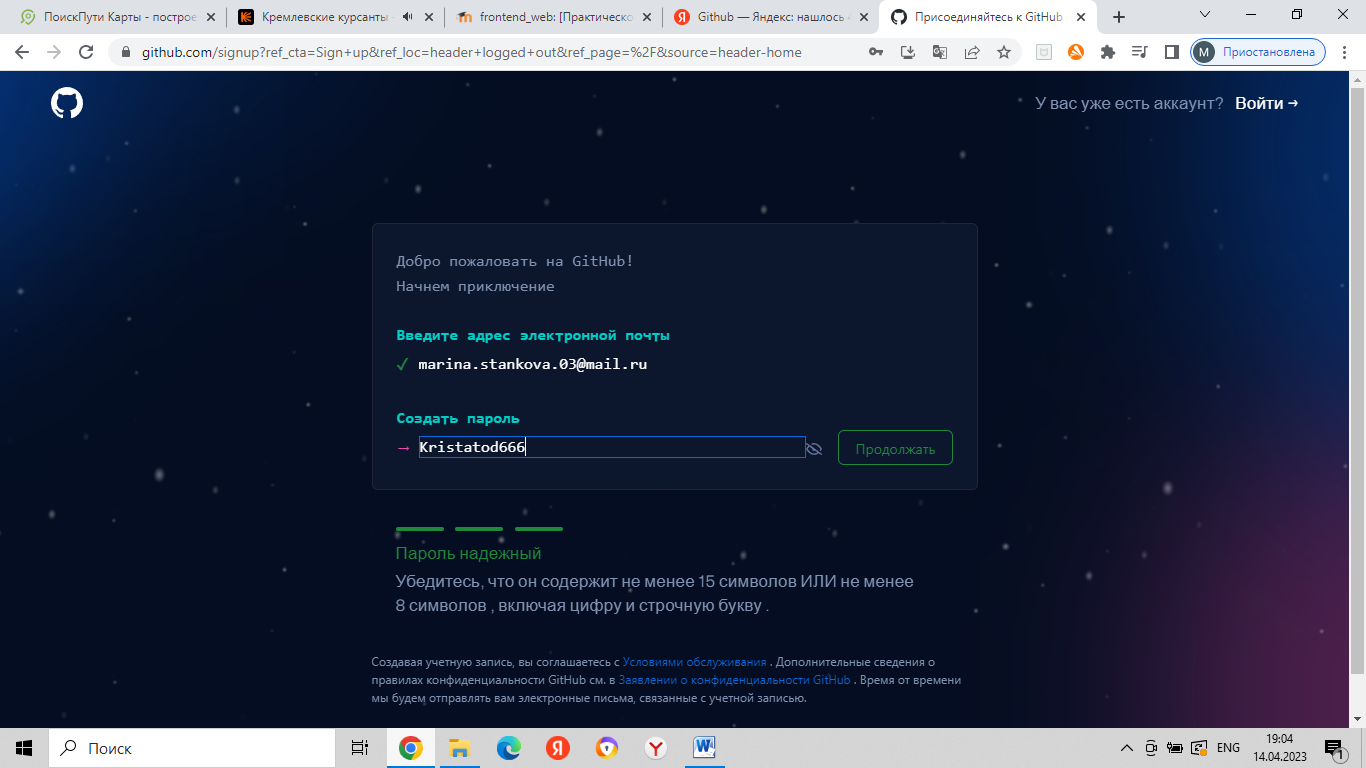 ПоискПути Карты - построе
Кремлевские курсанты
frontend_web: [Практическо
Github — Яндекс: нашлось
Присоединяйтесь к GitHub
github.com/signup?ref_cta=Sign+up&ref_loc=header+logged+out&ref_page=%2F&source=header-home
M Приостановлена
У вас уже есть аккаунт? Войти →
Добро пожаловать на GitHub!
Начнем приключение
Введите адрес электронной почты
✓ marina.stankova.03@mail.ru
Создать пароль
→ Kristatod666
Продолжать
Пароль надежный
Убедитесь, что он содержит не менее 15 символов ИЛИ не менее
8 символов , включая цифру и строчную букву .
Создавая учетную запись, вы соглашаетесь с Условиями обслуживания . Дополнительные сведения о
правилах конфиденциальности GitHub см. в Заявлении о конфиденциальности GitHub . Время от времени
мы будем отправлять вам электронные письма, связанные с учетной записью.
Поиск
ENG
19:04
14.04.2023
1